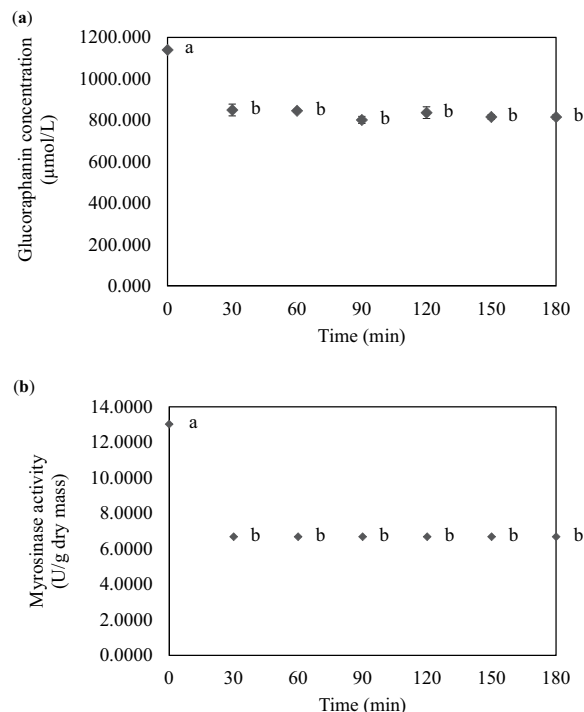 (a)
Glucoraphanin concentration
(μmol/L)
1200.000
1000.000
800.000
600.000
400.000
200.000
0.000
a
b
b
b
b
b
b
0 30 60 90 120 150 180
Time (min)
(b)
Myrosinase activity
(U/g dry mass)
14.0000
12.0000
10.0000
8.0000
6.0000
4.0000
2.0000
0.0000
a
b
b
b
b
b
b
0 30 60 90 120 150 180
Time (min)